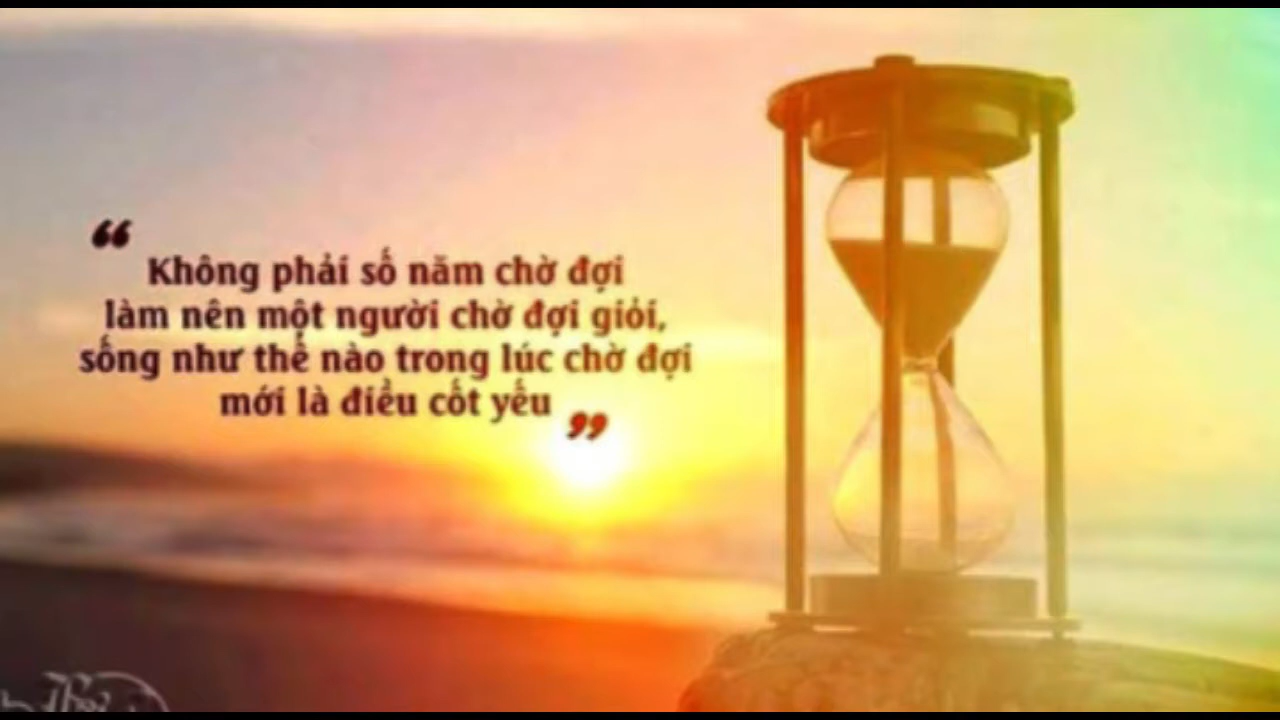 “
Không phải số năm chờ đợi
làm nên một người chờ đợi giỏi,
sống như thế nào trong lúc chờ đợi
mới là điều cốt yếu
”